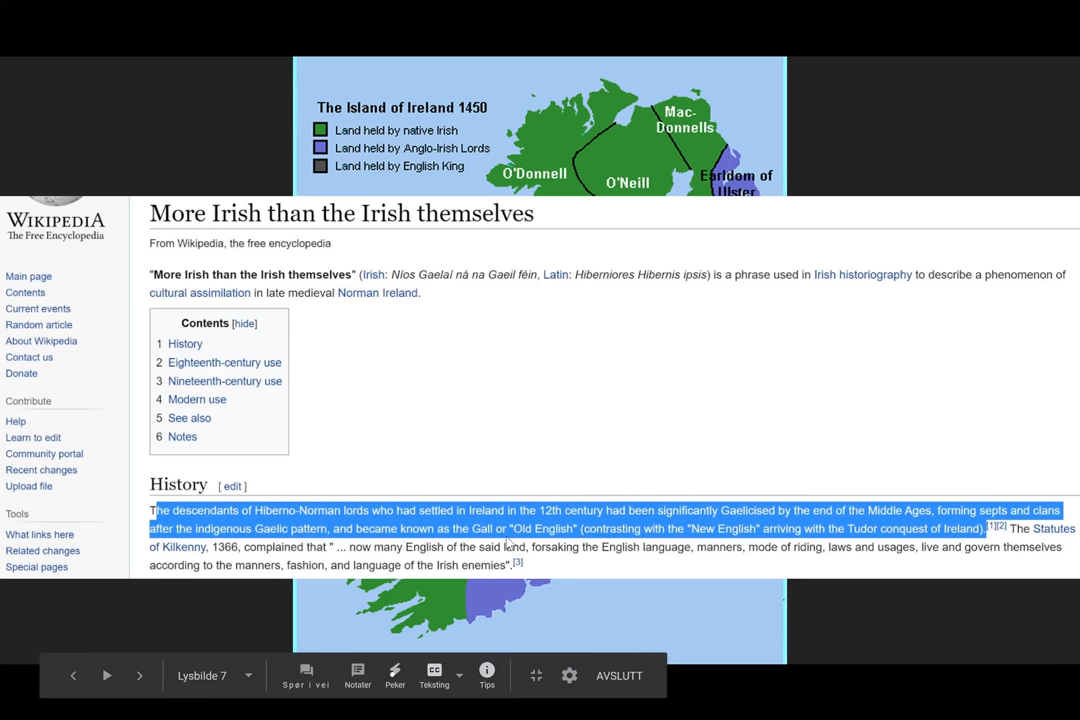 The Island of Ireland 1450
Land held by native Irish
Land held by Anglo-Irish Lords
Land held by English King
Mac-
Donnells
O'Donnell
O'Neill
Earldom of
Ulster
WIKIPEDIA
The Free Encyclopedia
Main page
Contents
Current events
Random article
About Wikipedia
Contact us
Donate
Contribute
Help
Learn to edit
Community portal
Recent changes
Upload file
Tools
What links here
Related changes
Special pages
More Irish than the Irish themselves
From Wikipedia, the free encyclopedia
"More Irish than the Irish themselves" (Irish: Níos Gaelaí ná na Gaeil féin, Latin: Hiberniores Hibernis ipsis) is a phrase used in Irish historiography to describe a phenomenon of
cultural assimilation in late medieval Norman Ireland.
Contents [hide]
1 History
2 Eighteenth-century use
3 Nineteenth-century use
4 Modern use
5 See also
6 Notes
History [ edit ]
The descendants of Hiberno-Norman lords who had settled in Ireland in the 12th century had been significantly Gaelicised by the end of the Middle Ages, forming septs and clans
after the indigenous Gaelic pattern, and became known as the Gall or "Old English" (contrasting with the "New English" arriving with the Tudor conquest of Ireland).[1][2] The Statutes
of Kilkenny, 1366, complained that " ... now many English of the said land, forsaking the English language, manners, mode of riding, laws and usages, live and govern themselves
according to the manners, fashion, and language of the Irish enemies".[3]
Lysbilde 7
Spør i vei
Notater
Peker
CC
Teksting
Tips
AVSLUTT